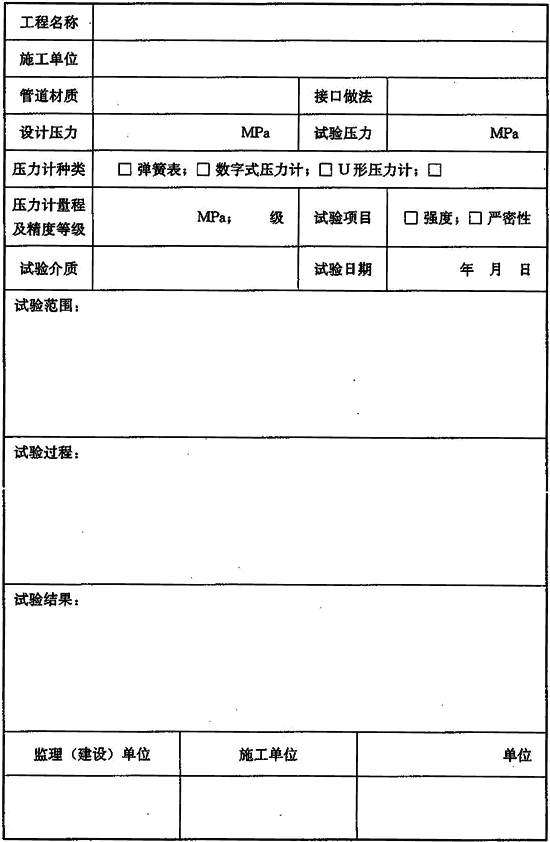 工程名称
施工单位
管道材质 接口做法
设计压力 MPa 试验压力 MPa
压力计种类 □ 弹簧表；□ 数字式压力计；□ U形压力计；□
压力计量程
及精度等级 MPa； 级 试验项目 □ 强度；□ 严密性
试验介质 试验日期 年 月 日
试验范围：
试验过程：
试验结果：
监理（建设）单位 施工单位 单位